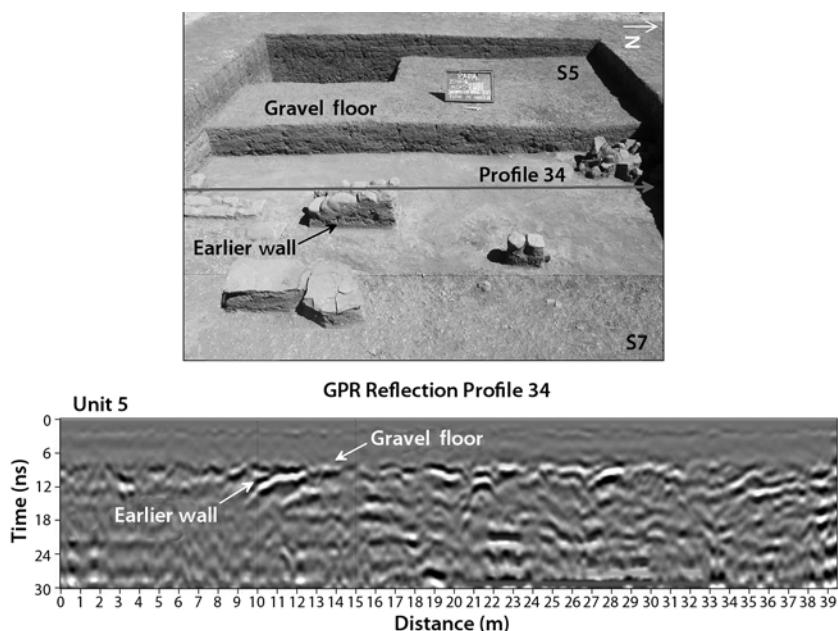 N
S5
Gravel floor
Profile 34
Earlier wall
S7
GPR Reflection Profile 34
Unit 5
Gravel floor
Earlier wall
Time (ns)
0
6
12
18
24
30
0 1 2 3 4 5 6 7 8 9 10 11 12 13 14 15 16 17 18 19 20 21 22 23 24 25 26 27 28 29 30 31 32 33 34 35 36 37 38 39
Distance (m)